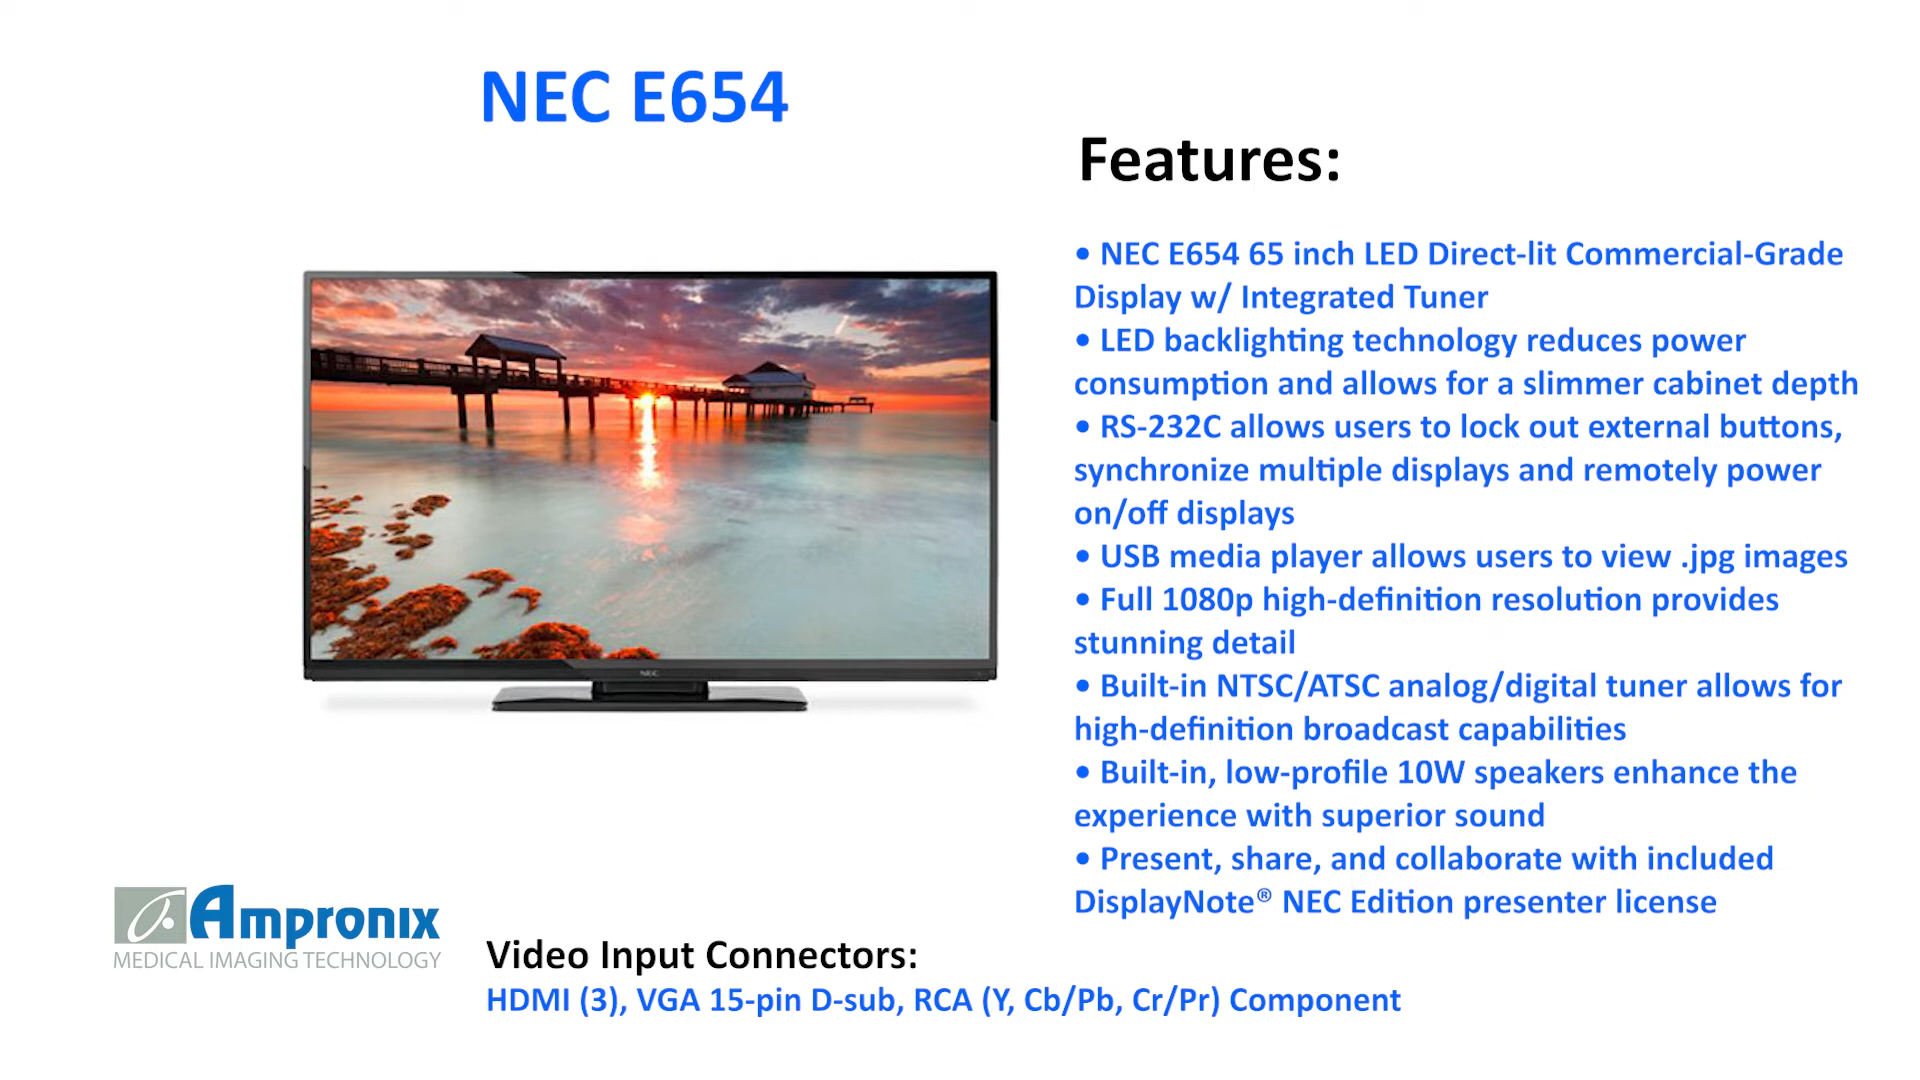 NEC E654
Features:
• NEC E654 65 inch LED Direct-lit Commercial-Grade
Display w/ Integrated Tuner
• LED backlighting technology reduces power
consumption and allows for a slimmer cabinet depth
• RS-232C allows users to lock out external buttons,
synchronize multiple displays and remotely power
on/off displays
• USB media player allows users to view .jpg images
• Full 1080p high-definition resolution provides
stunning detail
• Built-in NTSC/ATSC analog/digital tuner allows for
high-definition broadcast capabilities
• Built-in, low-profile 10W speakers enhance the
experience with superior sound
• Present, share, and collaborate with included
DisplayNote® NEC Edition presenter license
NEC
Ampronix
MEDICAL IMAGING TECHNOLOGY
Video Input Connectors:
HDMI (3), VGA 15-pin D-sub, RCA (Y, Cb/Pb, Cr/Pr) Component